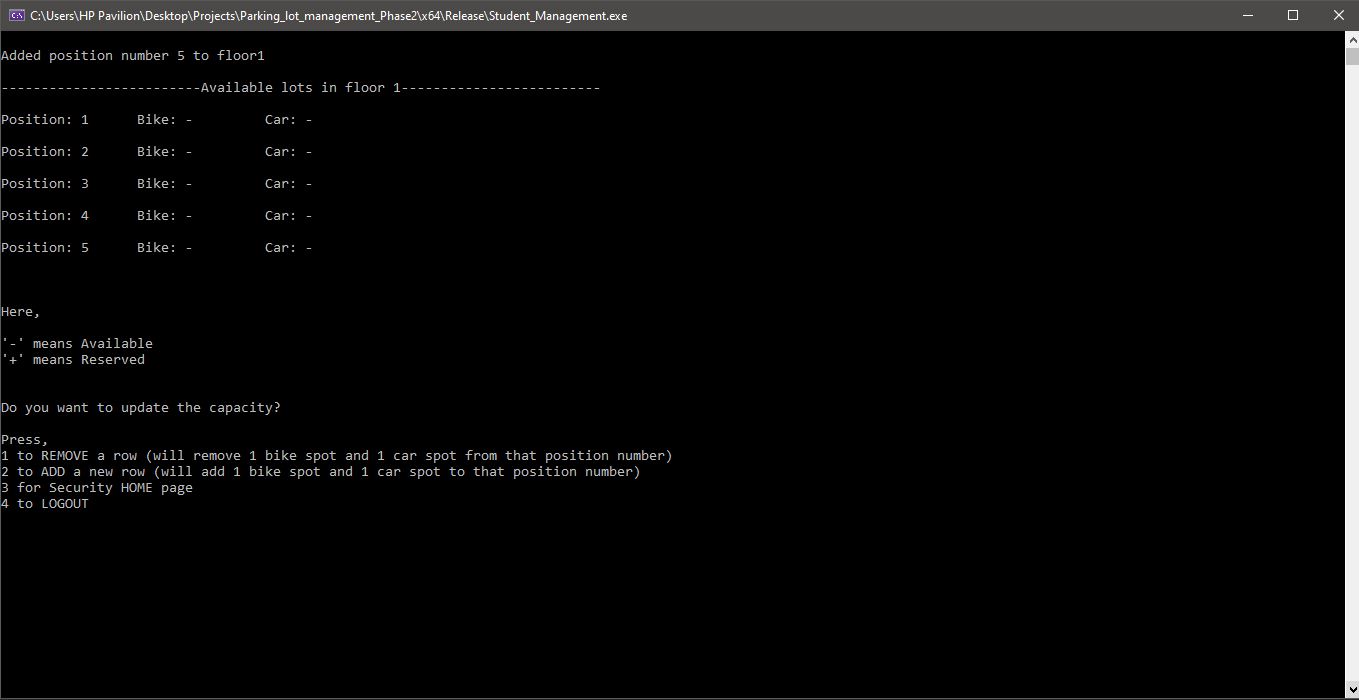 C:\Users\HP Pavilion\Desktop\Projects\Parking_lot_management_Phase2\x64\Release\Student_Management.exe
Added position number 5 to floor1
-------------------------Available lots in floor 1-------------------------
Position: 1      Bike: -         Car: -
Position: 2      Bike: -         Car: -
Position: 3      Bike: -         Car: -
Position: 4      Bike: -         Car: -
Position: 5      Bike: -         Car: -
Here,
'-' means Available
'+' means Reserved
Do you want to update the capacity?
Press,
1 to REMOVE a row (will remove 1 bike spot and 1 car spot from that position number)
2 to ADD a new row (will add 1 bike spot and 1 car spot to that position number)
3 for Security HOME page
4 to LOGOUT